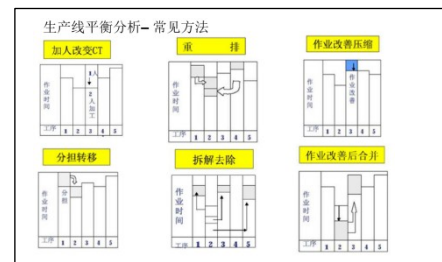 生产线平衡分析–常见方法
加人改变CT
重 排
作业改善压缩
作业时间
1人
2人加工
工序 1 2 3 4 5
作业时间
工序 1 2 3 4 5
作业时间
作业改善
工序 1 2 3 4 5
分担转移
拆解去除
作业改善后合并
作业时间
分担
工序 1 2 3 4 5
作业时间
工序 1 2 3 4 5
作业时间
工序 1 2 3 4 5